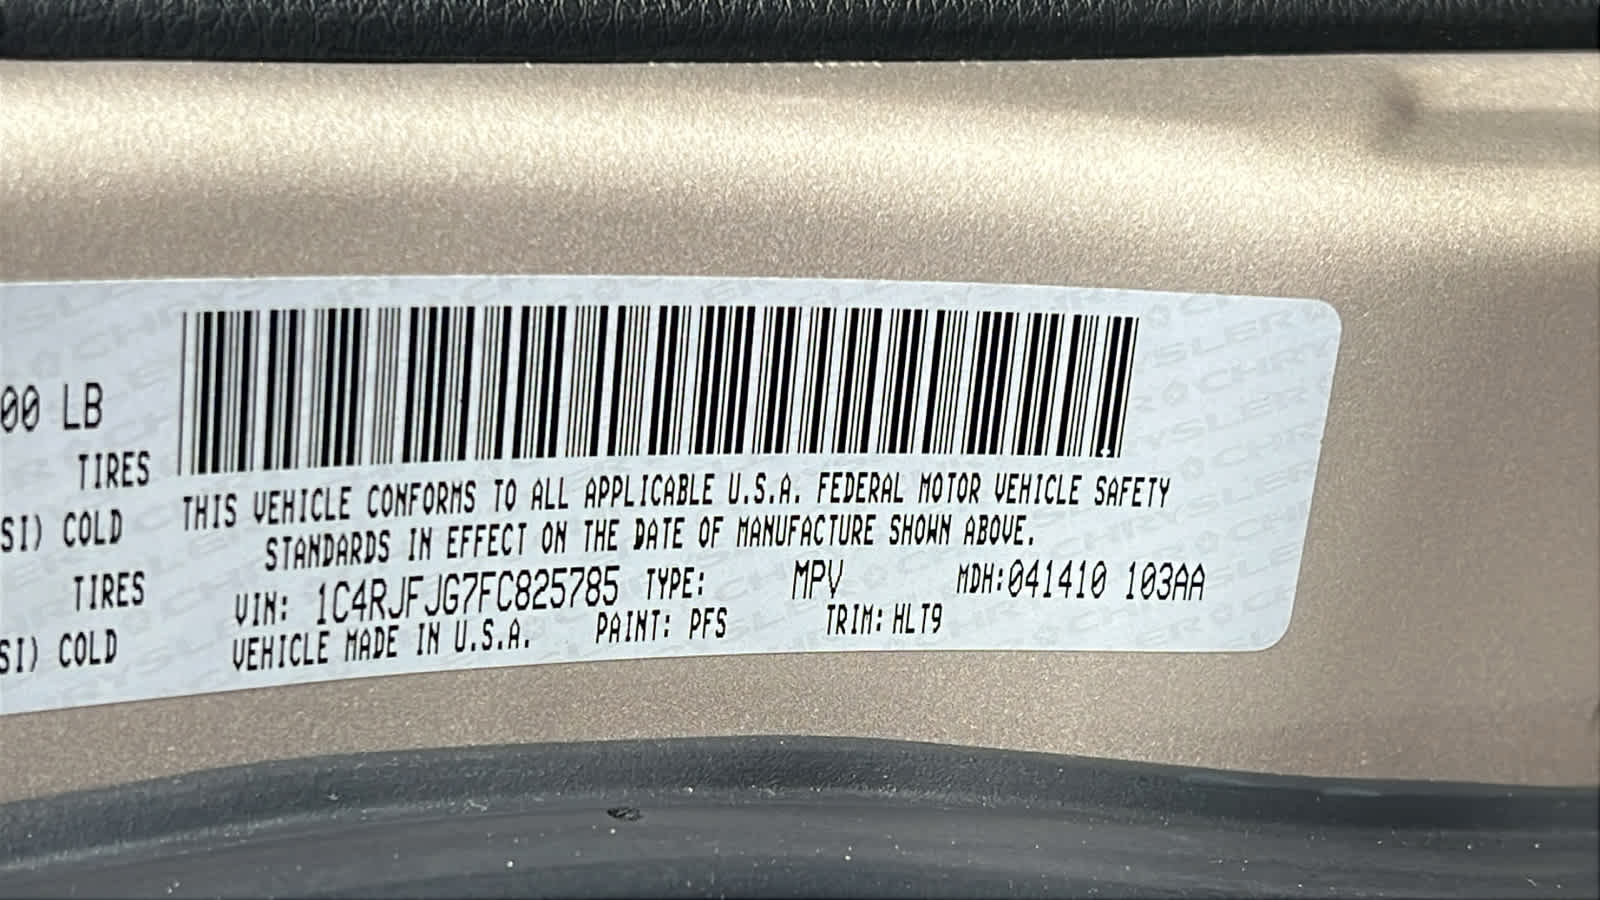 00 LB
TIRES
SI) COLD
TIRES
SI) COLD
THIS VEHICLE CONFORMS TO ALL APPLICABLE U.S.A. FEDERAL MOTOR VEHICLE SAFETY
STANDARDS IN EFFECT ON THE DATE OF MANUFACTURE SHOWN ABOVE.
VIN: 1C4RJFJG7FC825785 TYPE: MPV MDH:041410 103AA
VEHICLE MADE IN U.S.A. PAINT: PFS TRIM: HLT9
CHRYSLER